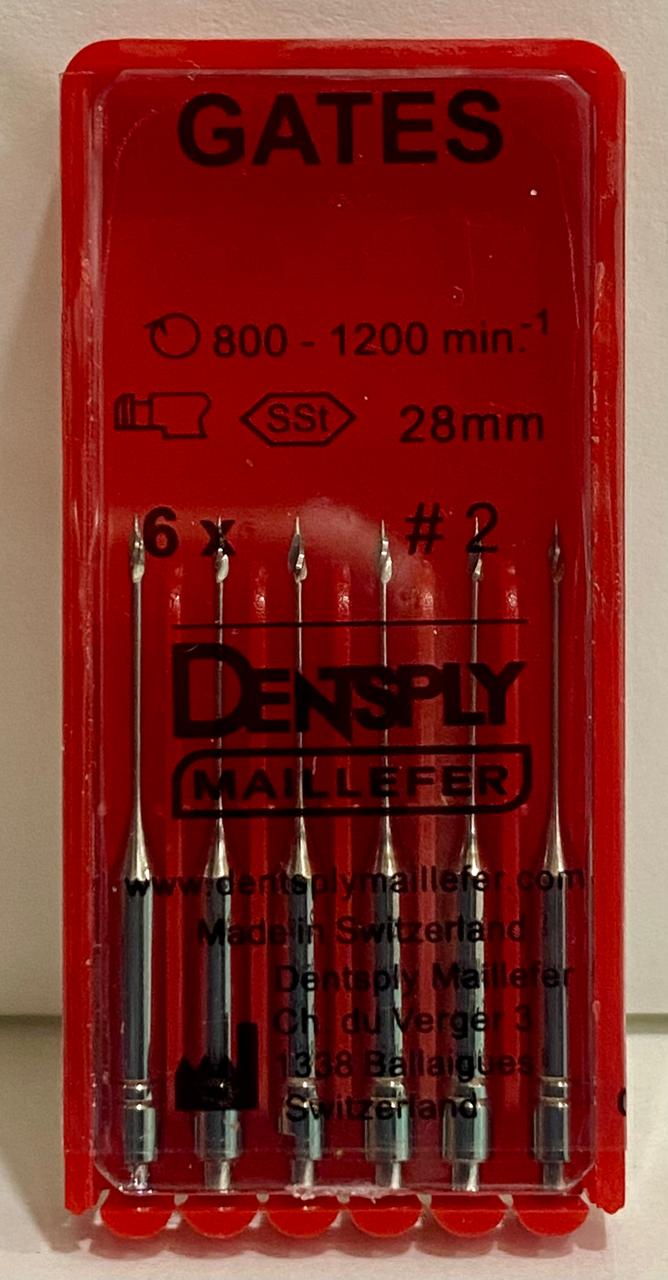 GATES
800 - 1200 min.-1
SSt 28mm
6 x # 2
DENTSPLY
MAILLEFER
www.dentsplymaillefer.com
Made in Switzerland
Dentsply Maillefer
Ch. du Verger 3
1338 Ballaigues
Switzerland